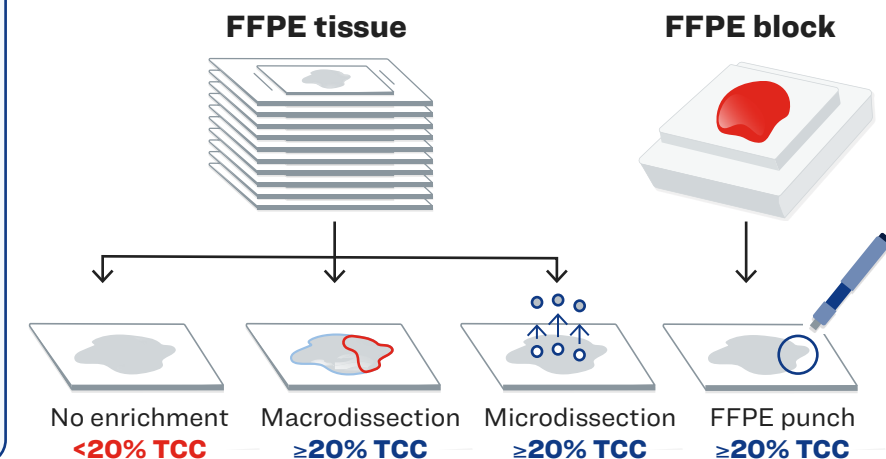 FFPE tissue
FFPE block
No enrichment
<20% TCC
Macrodissection
≥20% TCC
Microdissection
≥20% TCC
FFPE punch
≥20% TCC